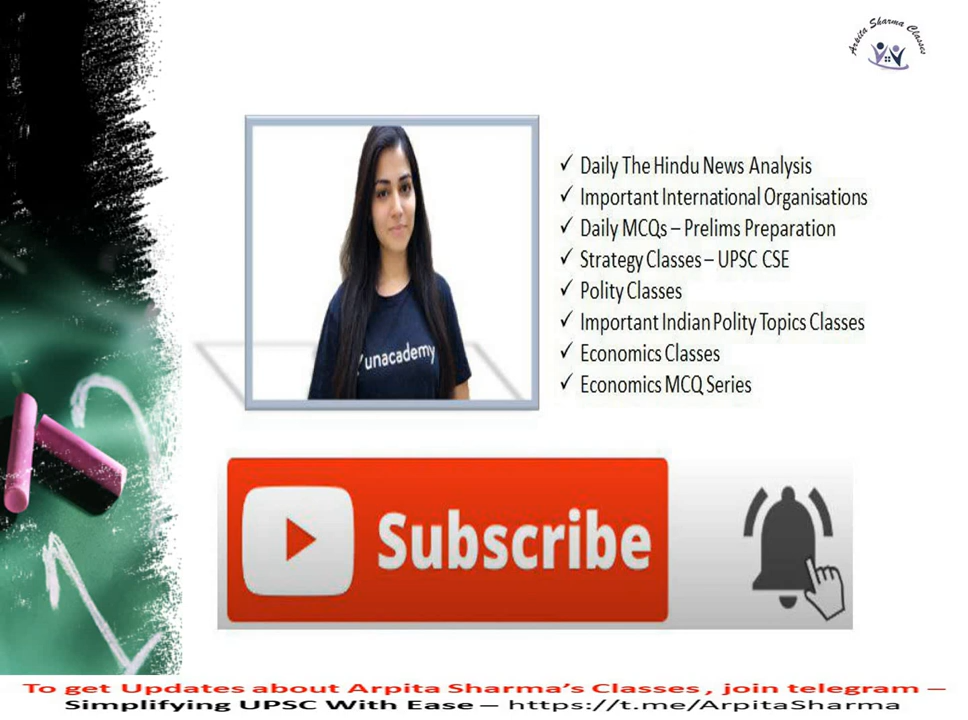 Arpita Sharma Classes
✓ Daily The Hindu News Analysis
✓ Important International Organisations
✓ Daily MCQs – Prelims Preparation
✓ Strategy Classes – UPSC CSE
✓ Polity Classes
✓ Important Indian Polity Topics Classes
✓ Economics Classes
✓ Economics MCQ Series
unacademy
Subscribe
2
1
To get Updates about Arpita Sharma's Classes , join telegram –
Simplifying UPSC With Ease – https://t.me/ArpitaSharma